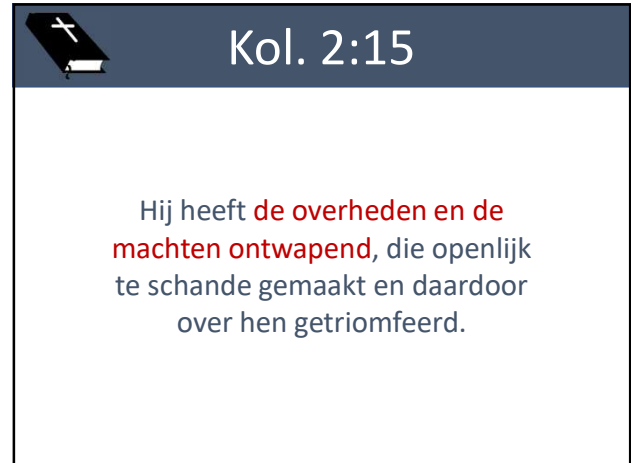 Kol. 2:15
Hij heeft de overheden en de
machten ontwapend, die openlijk
te schande gemaakt en daardoor
over hen getriomfeerd.